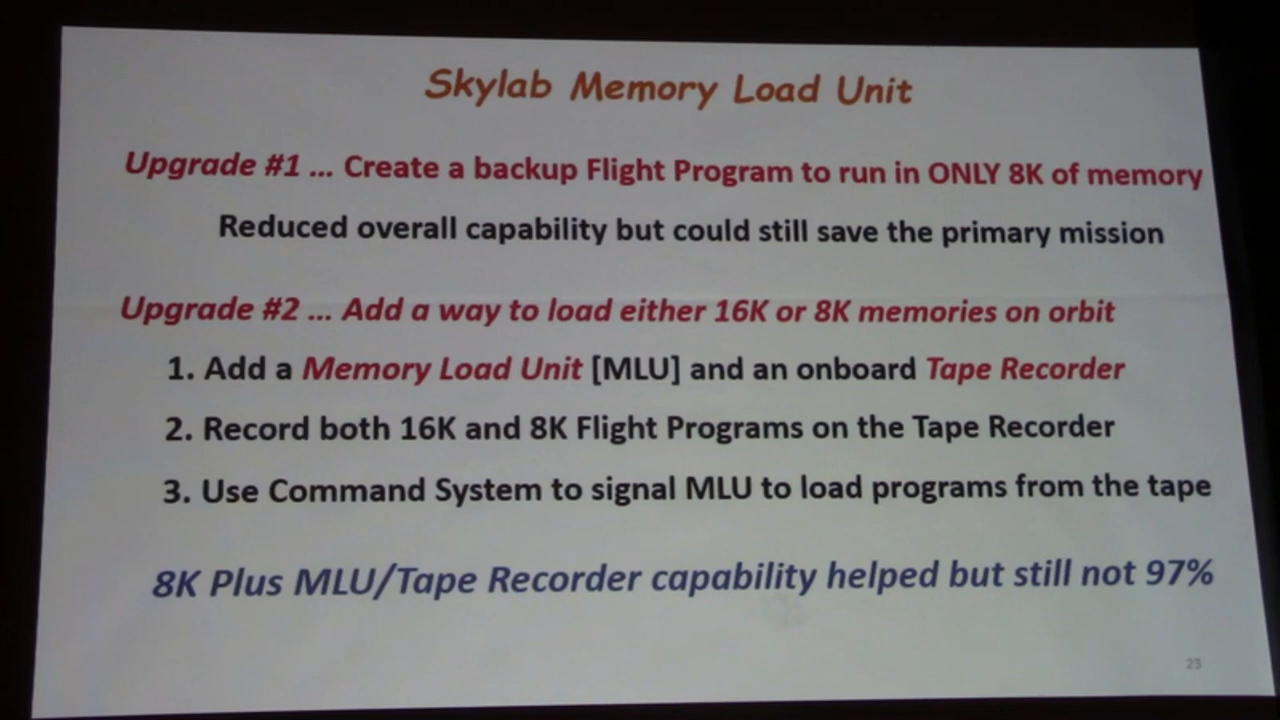 Skylab Memory Load Unit
Upgrade #1 ... Create a backup Flight Program to run in ONLY 8K of memory
Reduced overall capability but could still save the primary mission
Upgrade #2 ... Add a way to load either 16K or 8K memories on orbit
1. Add a Memory Load Unit [MLU] and an onboard Tape Recorder
2. Record both 16K and 8K Flight Programs on the Tape Recorder
3. Use Command System to signal MLU to load programs from the tape
8K Plus MLU/Tape Recorder capability helped but still not 97%
23